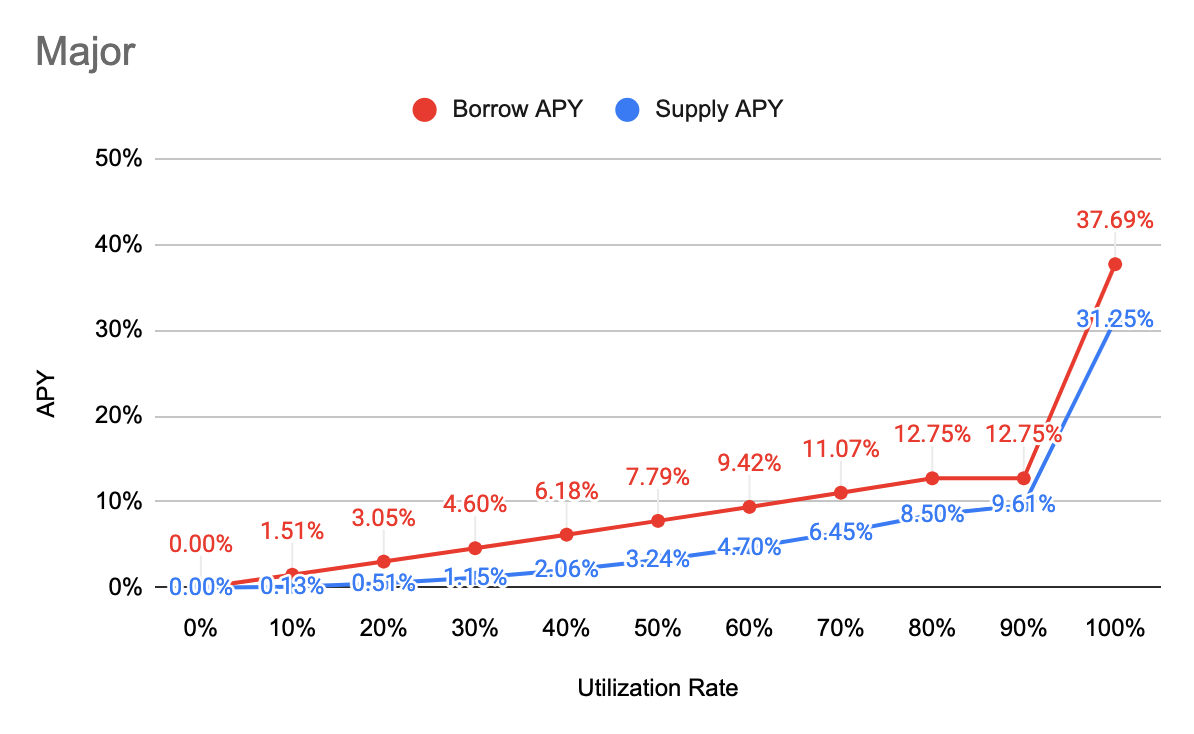 Major
Borrow APY Supply APY
50%
40%
30%
20%
10%
0%
APY
37.69%
31.25%
0.00% 1.51% 3.05% 4.60% 6.18% 7.79% 9.42% 11.07% 12.75% 12.75%
0.00% 0.13% 0.51% 1.15% 2.06% 3.24% 4.70% 6.45% 8.50% 9.61%
0% 10% 20% 30% 40% 50% 60% 70% 80% 90% 100%
Utilization Rate